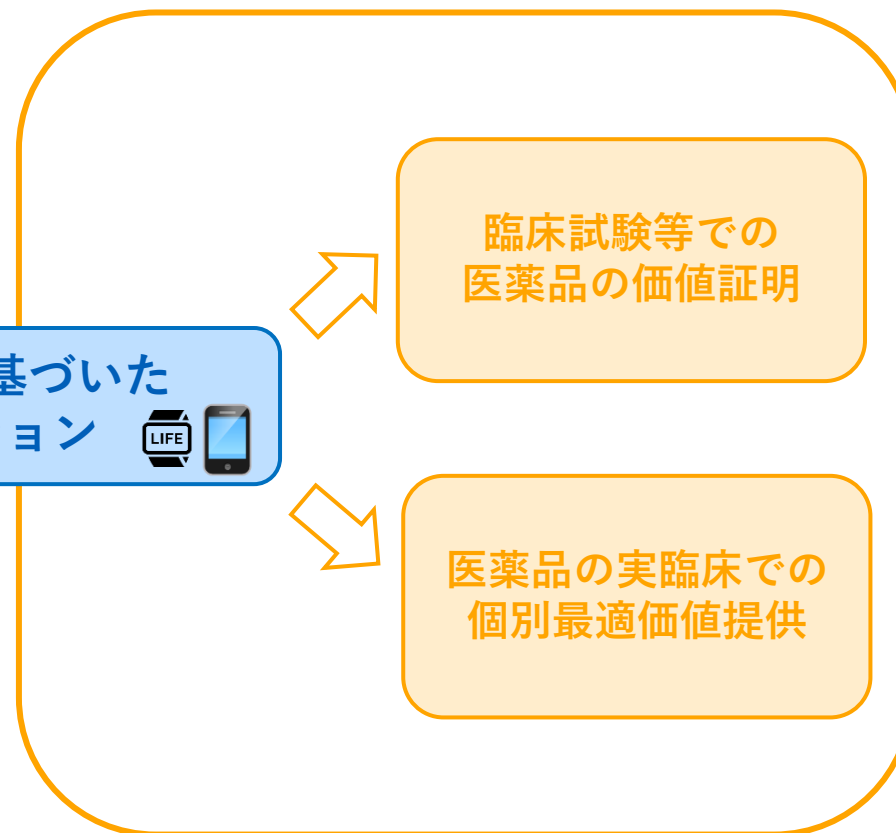 臨床試験等での
医薬品の価値証明
基づいた
ョン
LIFE
医薬品の実臨床での
個別最適価値提供